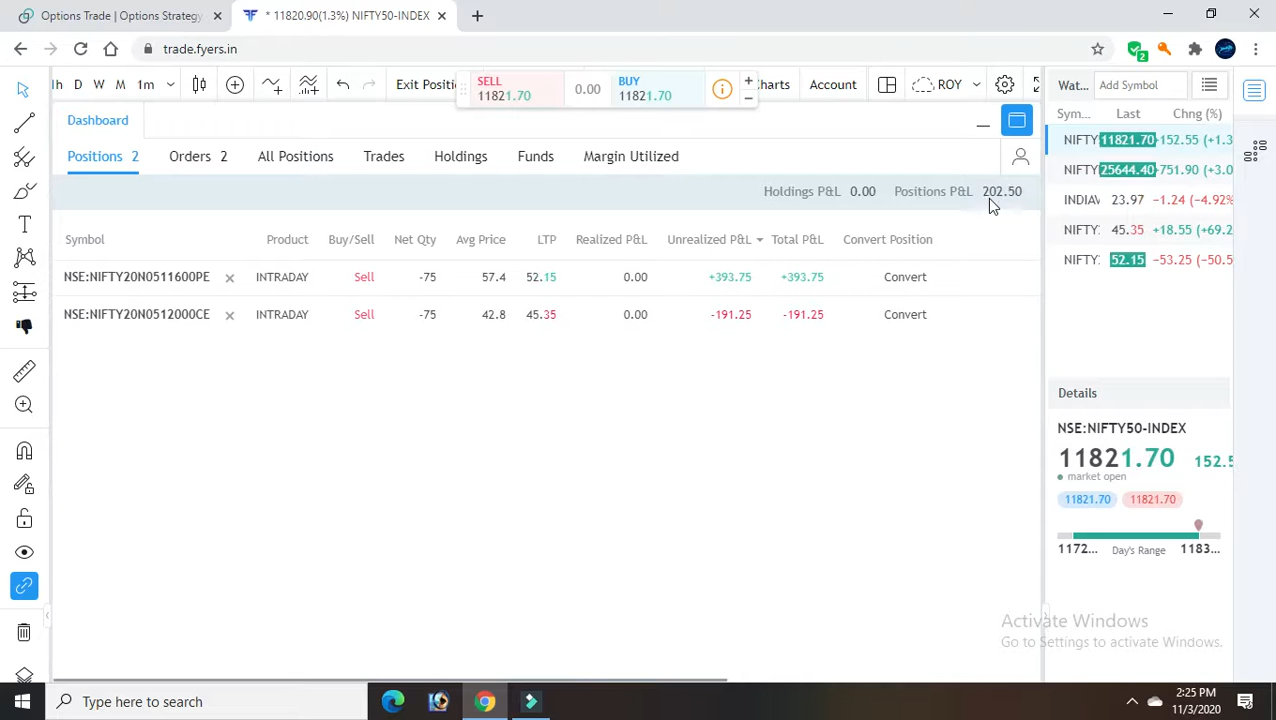 Options Trade | Options Strategy
* 11820.90(1.3%) NIFTY50-INDEX
trade.fyers.in
2
h D W M 1m
Exit Positi
SELL
11821.70
0.00
BUY
11821.70
harts
Account
ROY
Wat...
Add Symbol
Dashboard
Sym... Last Chng (%)
Positions 2 Orders 2 All Positions Trades Holdings Funds Margin Utilized
NIFTY 11821.70 +152.55 (+1.3
NIFTY 25644.40 +751.90 (+3.0
INDIAV 23.97 −1.24 (−4.92%
NIFTY: 45.35 +18.55 (+69.2
NIFTY: 52.15 −53.25 (−50.5
Holdings P&L 0.00 Positions P&L 202.50
Symbol Product Buy/Sell Net Qty Avg Price LTP Realized P&L Unrealized P&L Total P&L Convert Position
NSE:NIFTY20N0511600PE INTRADAY Sell -75 57.4 52.15 0.00 +393.75 +393.75 Convert
NSE:NIFTY20N0512000CE INTRADAY Sell -75 42.8 45.35 0.00 -191.25 -191.25 Convert
Details
NSE:NIFTY50-INDEX
11821.70 152.5
market open
11821.70 11821.70
1172... Day's Range 1183...
Activate Windows
Go to Settings to activate Windows.
Type here to search
2:25 PM
11/3/2020